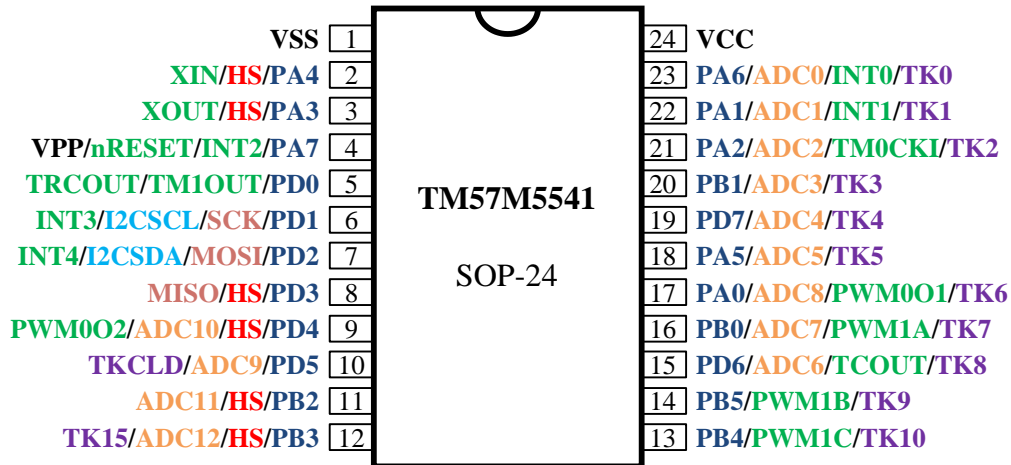 VSS 1 24 VCC
XIN/HS/PA4 2 23 PA6/ADC0/INT0/TK0
XOUT/HS/PA3 3 22 PA1/ADC1/INT1/TK1
VPP/nRESET/INT2/PA7 4 21 PA2/ADC2/TM0CKI/TK2
TRCOUT/TM1OUT/PD0 5 20 PB1/ADC3/TK3
TM57M5541
INT3/I2CSCL/SCK/PD1 6 19 PD7/ADC4/TK4
INT4/I2CSDA/MOSI/PD2 7 18 PA5/ADC5/TK5
SOP-24
MISO/HS/PD3 8 17 PA0/ADC8/PWM0O1/TK6
PWM0O2/ADC10/HS/PD4 9 16 PB0/ADC7/PWM1A/TK7
TKCLD/ADC9/PD5 10 15 PD6/ADC6/TCOUT/TK8
ADC11/HS/PB2 11 14 PB5/PWM1B/TK9
TK15/ADC12/HS/PB3 12 13 PB4/PWM1C/TK10